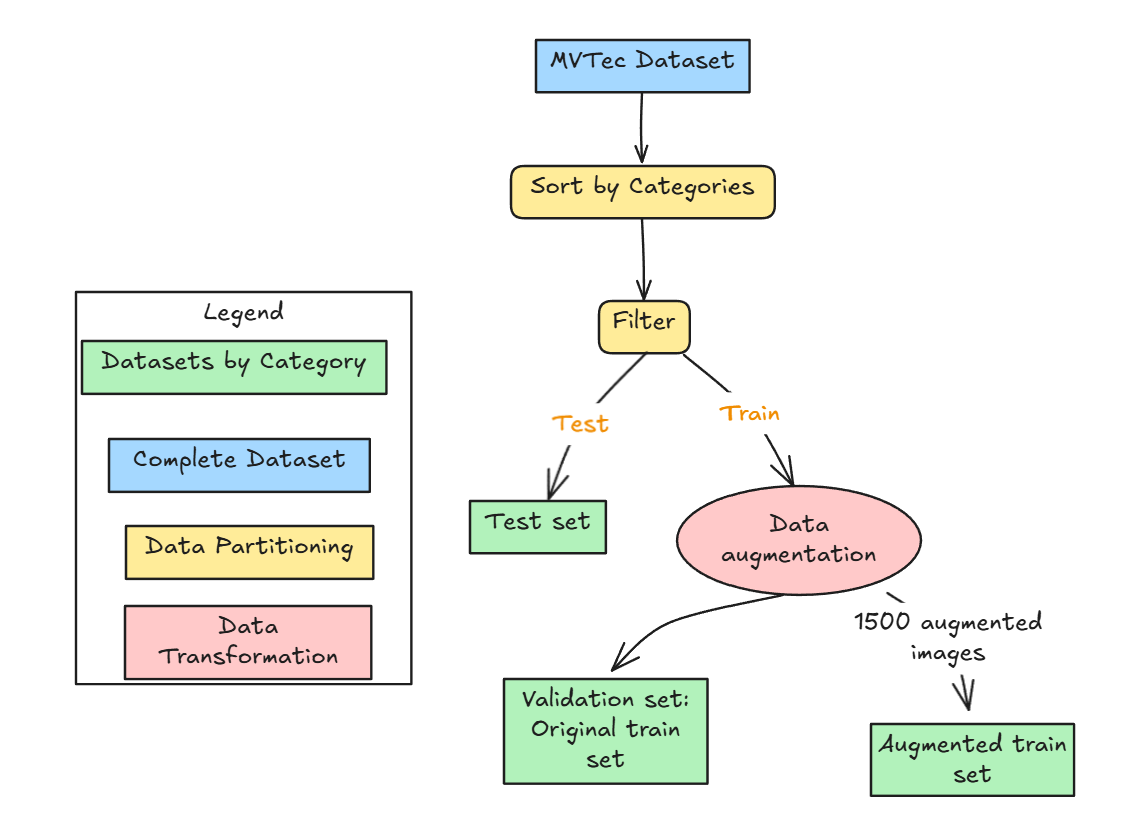 MVTec Dataset
Sort by Categories
Filter
Test
Train
Test set
Data
augmentation
1500 augmented
images
Validation set:
Original train
set
Augmented train
set
Legend
Datasets by Category
Complete Dataset
Data Partitioning
Data
Transformation